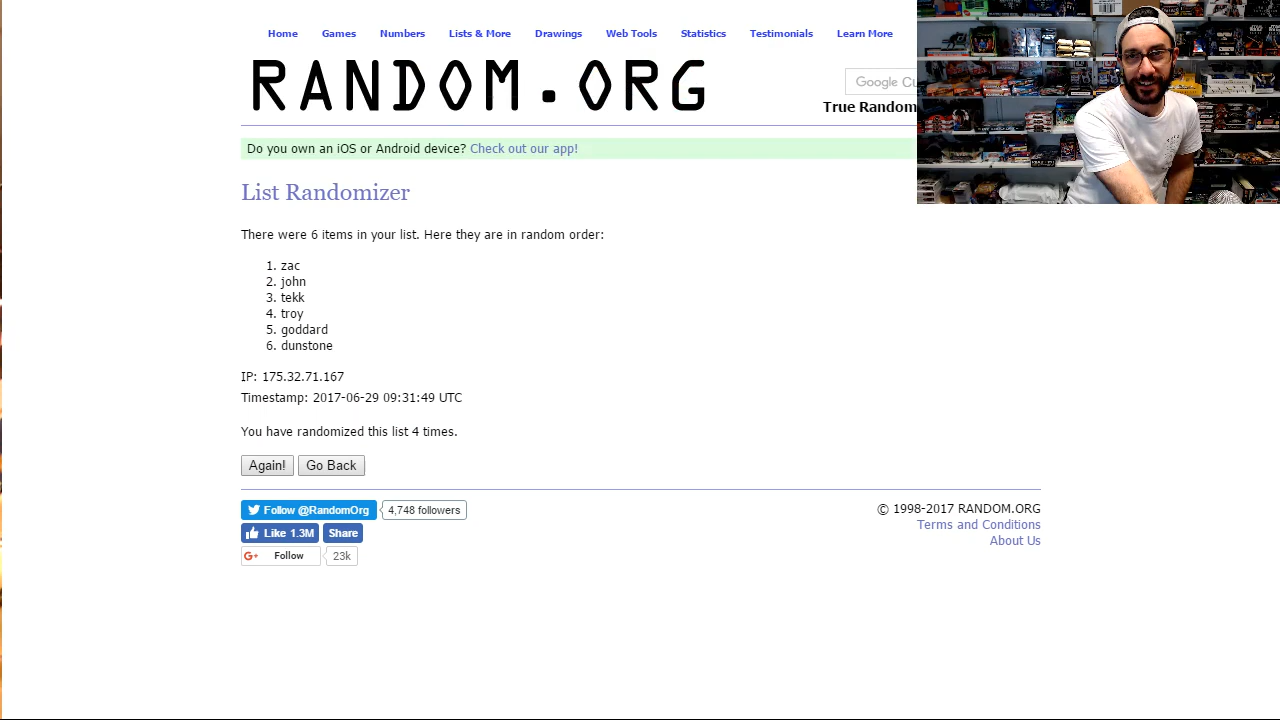 Home Games Numbers Lists & More Drawings Web Tools Statistics Testimonials Learn More
RANDOM.ORG
Google
True Random
Do you own an iOS or Android device? Check out our app!
List Randomizer
There were 6 items in your list. Here they are in random order:
1. zac
2. john
3. tekk
4. troy
5. goddard
6. dunstone
IP: 175.32.71.167
Timestamp: 2017-06-29 09:31:49 UTC
You have randomized this list 4 times.
Again! Go Back
Follow @RandomOrg 4,748 followers
Like 1.3M Share
G+ Follow 23k
© 1998-2017 RANDOM.ORG
Terms and Conditions
About Us